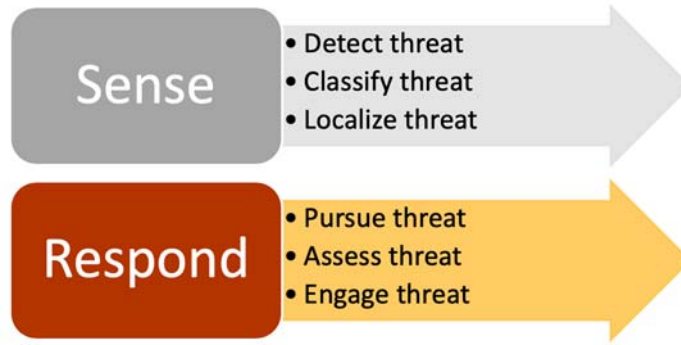 Sense
• Detect threat
• Classify threat
• Localize threat
Respond
• Pursue threat
• Assess threat
• Engage threat